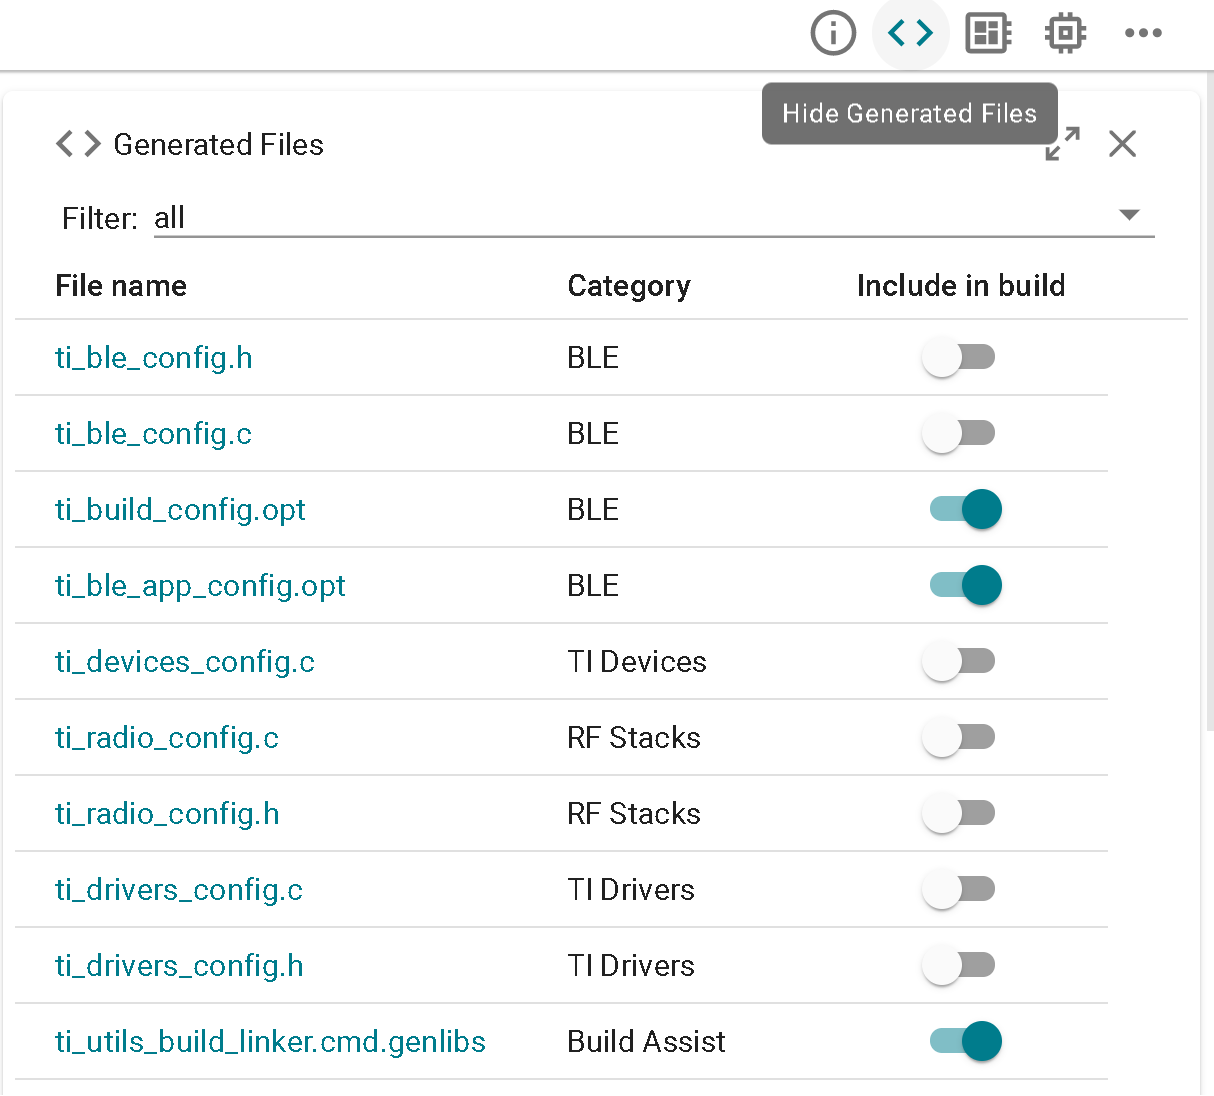 Hide Generated Files
Generated Files
Filter: all
File name Category Include in build
ti_ble_config.h BLE
ti_ble_config.c BLE
ti_build_config.opt BLE
ti_ble_app_config.opt BLE
ti_devices_config.c TI Devices
ti_radio_config.c RF Stacks
ti_radio_config.h RF Stacks
ti_drivers_config.c TI Drivers
ti_drivers_config.h TI Drivers
ti_utils_build_linker.cmd.genlibs Build Assist